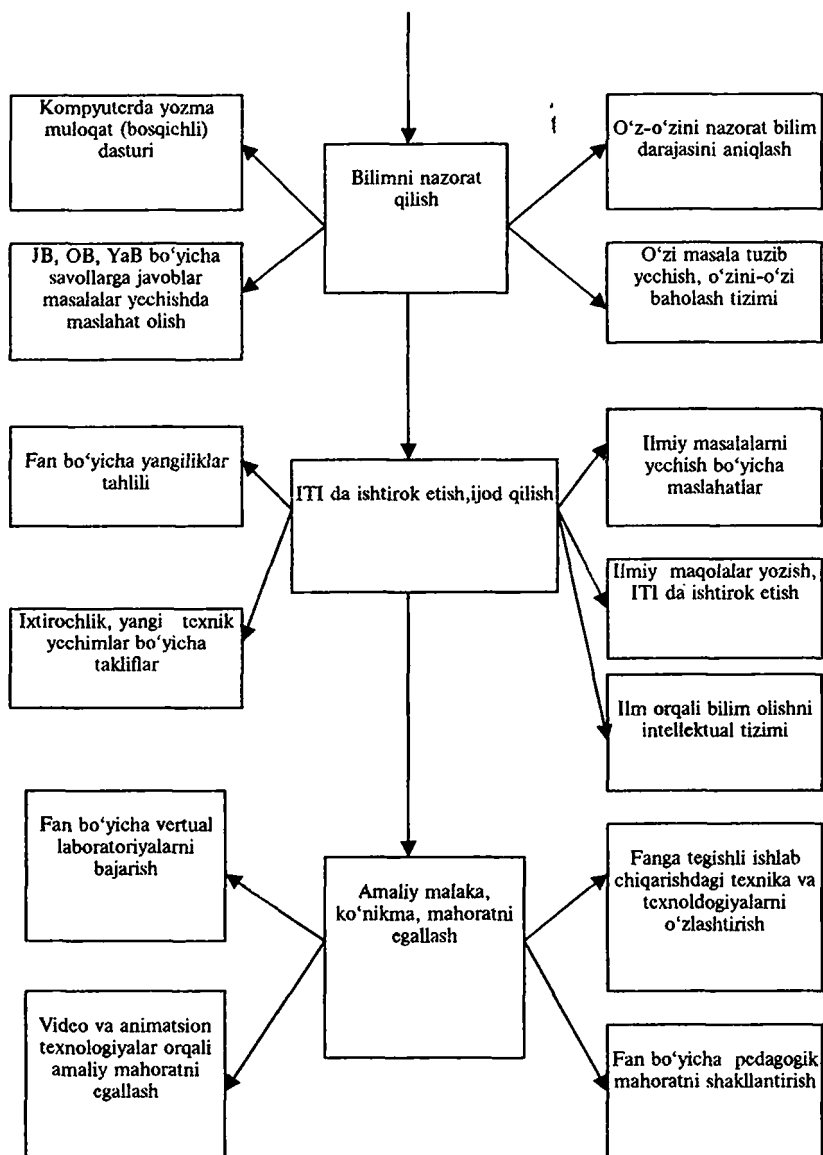 Kompyuterda yozma
muloqat (bosqichli)
dasturi
O‘z-o‘zini nazorat bilim
darajasini aniqlash
Bilimni nazorat
qilish
JB, OB, YaB bo‘yicha
savollarga javoblar
masalalar yechishda
maslahat olish
O‘zi masala tuzib
yechish, o‘zini-o‘zi
baholash tizimi
Fan bo‘yicha yangiliklar
tahlili
ITI da ishtirok etish,ijod qilish
Ilmiy masalalarni
yechish bo‘yicha
maslahatlar
Ixtirochlik, yangi texnik
yechimlar bo‘yicha
takliflar
Ilmiy maqolalar yozish,
ITI da ishtirok etish
Ilm orqali bilim olishni
intellektual tizimi
Fan bo‘yicha vertual
laboratoriyalarni
bajarish
Amaliy malaka,
ko‘nikma, mahoratni
egallash
Fanga tegishli ishlab
chiqarishdagi texnika va
texnoldogiyalarni
o‘zlashtirish
Video va animatsion
texnologiyalar orqali
amaliy mahoratni
egallash
Fan bo‘yicha pedagogik
mahoratni shakllantirish